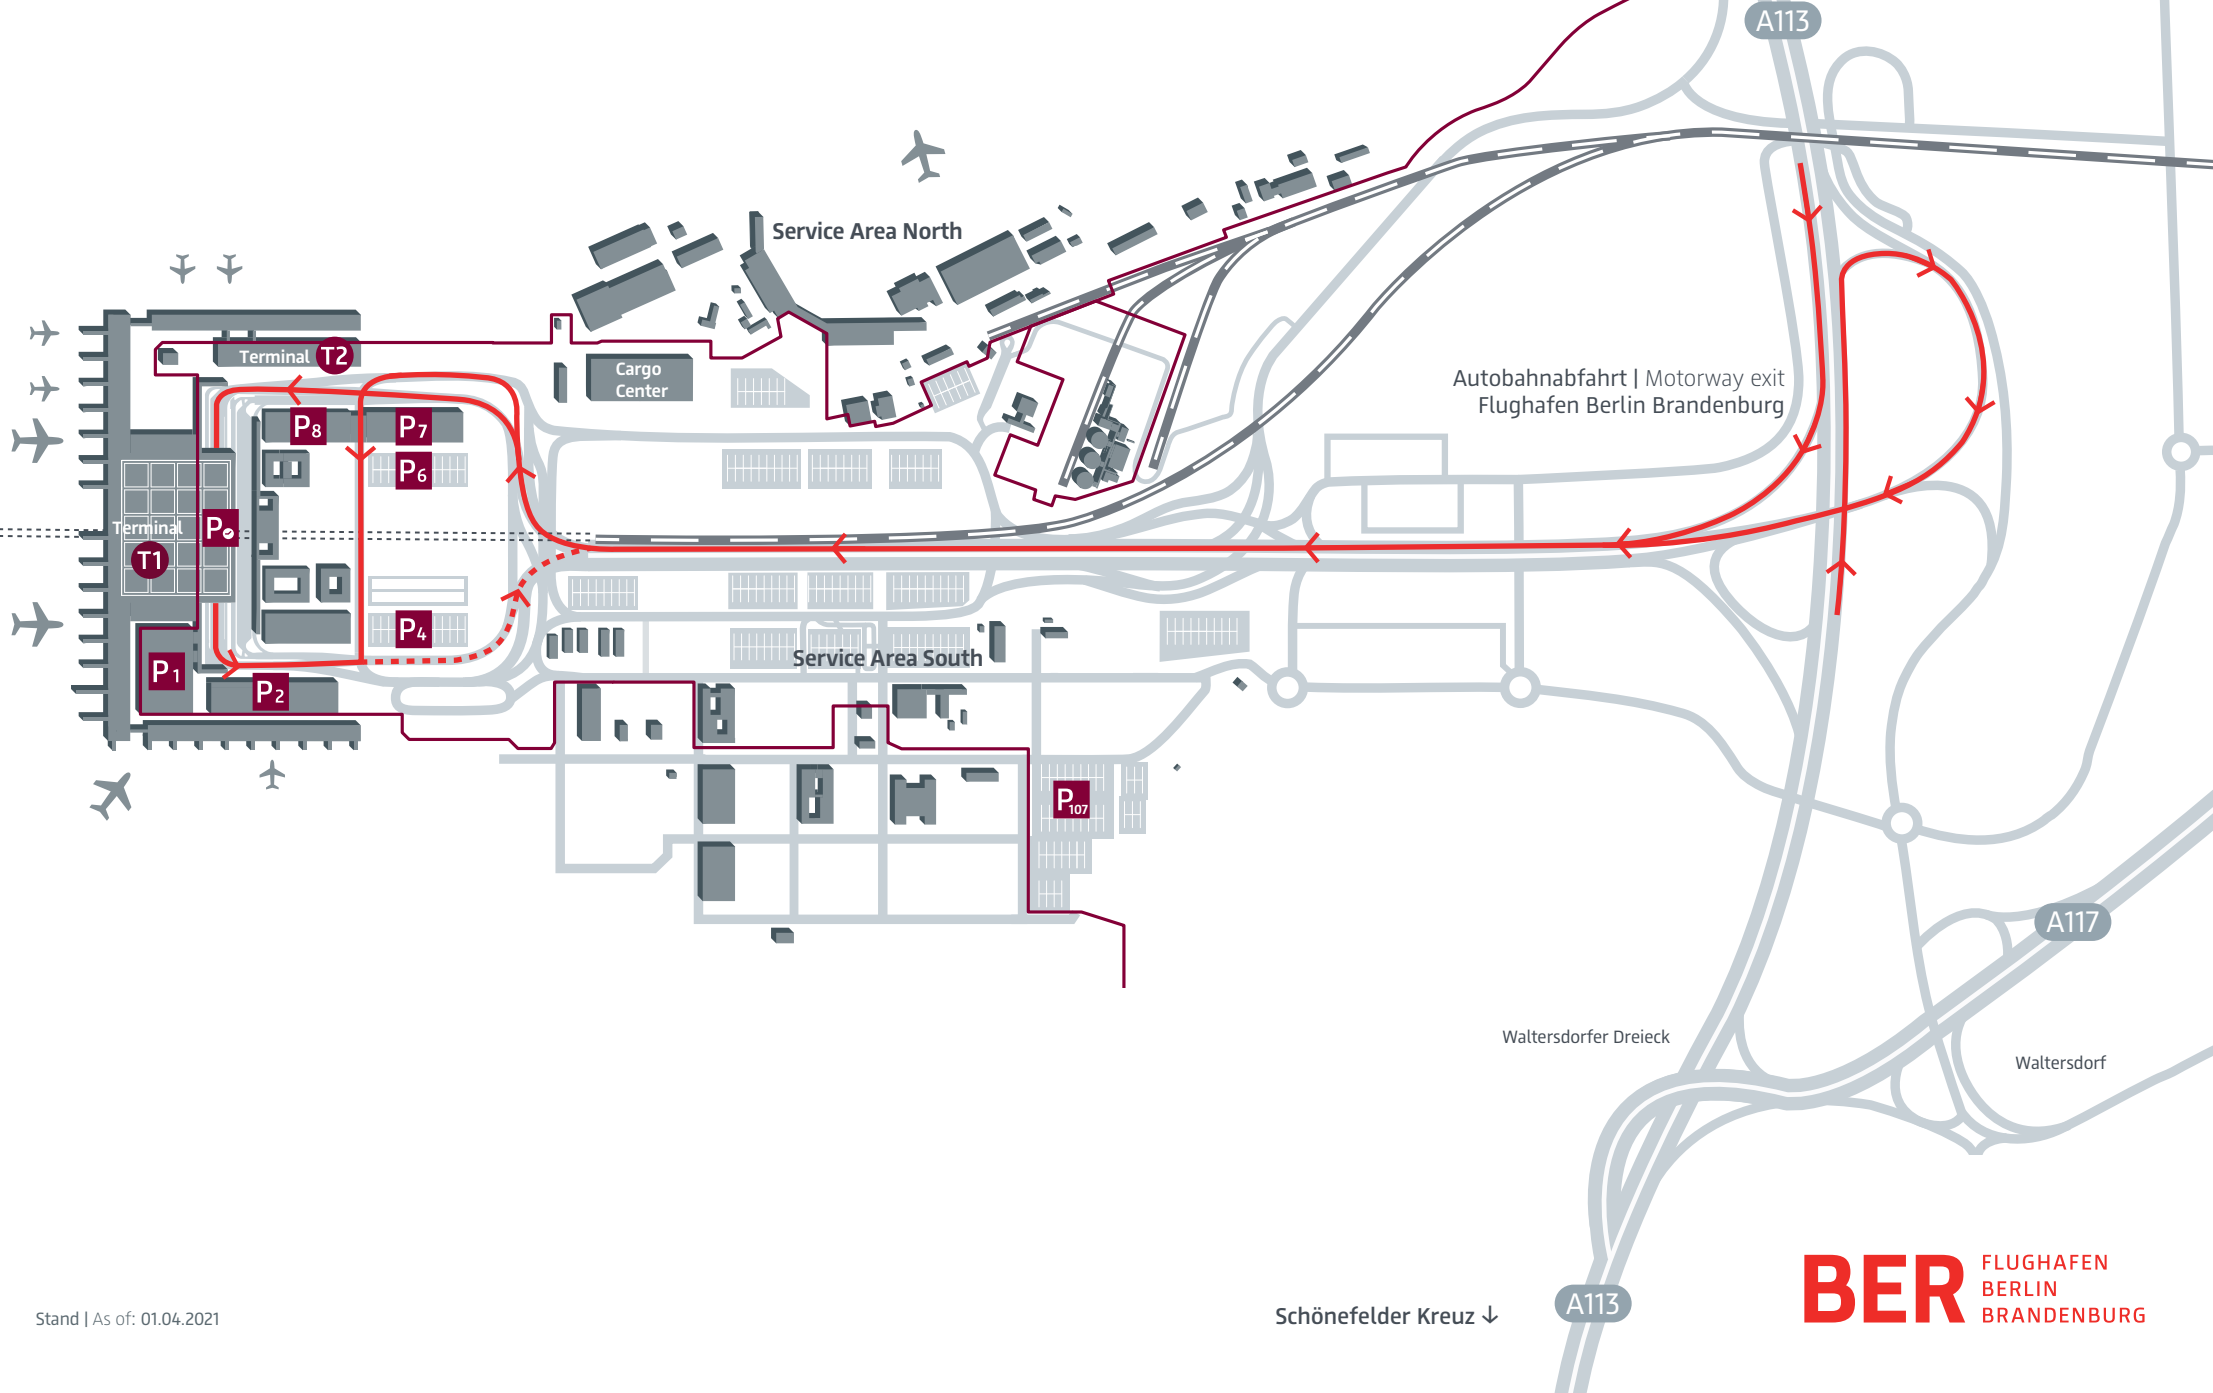 A113
Service Area North
Terminal T2
Cargo
Center
Autobahnabfahrt | Motorway exit
Flughafen Berlin Brandenburg
P8
P7
P6
Terminal
T1
P
P4
P1
P2
Service Area South
P107
A117
Waltersdorfer Dreieck
Waltersdorf
Stand | As of: 01.04.2021
Schönefelder Kreuz ↓
A113
BER
FLUGHAFEN
BERLIN
BRANDENBURG